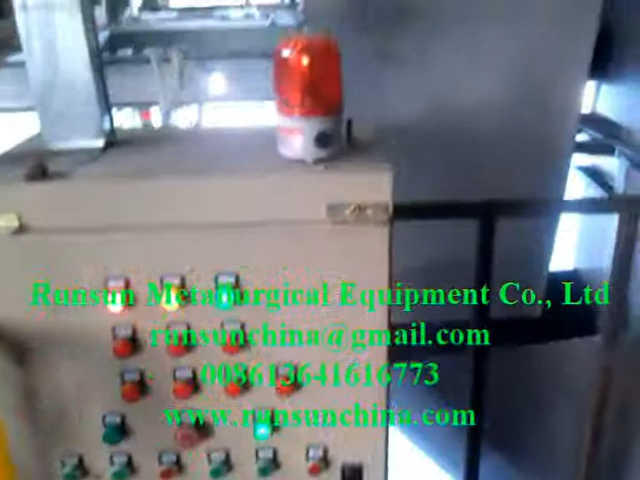 Runsun Metallurgical Equipment Co., Ltd
runsunchina@gmail.com
008613641616773
www.runsunchina.com